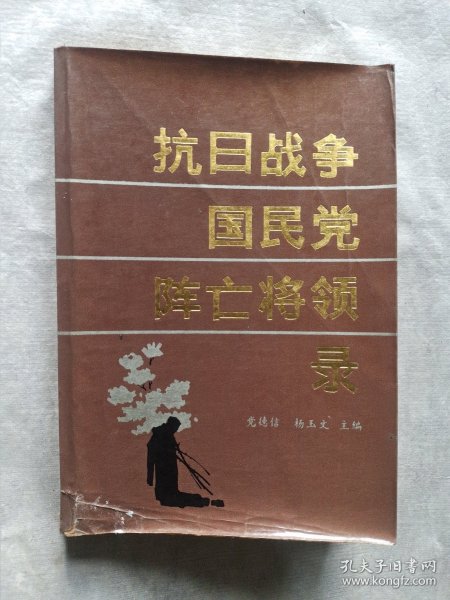 抗日战争
国民党
阵亡将领
录
党德信 杨玉文 主编
孔夫子旧书网
www.kongfz.com